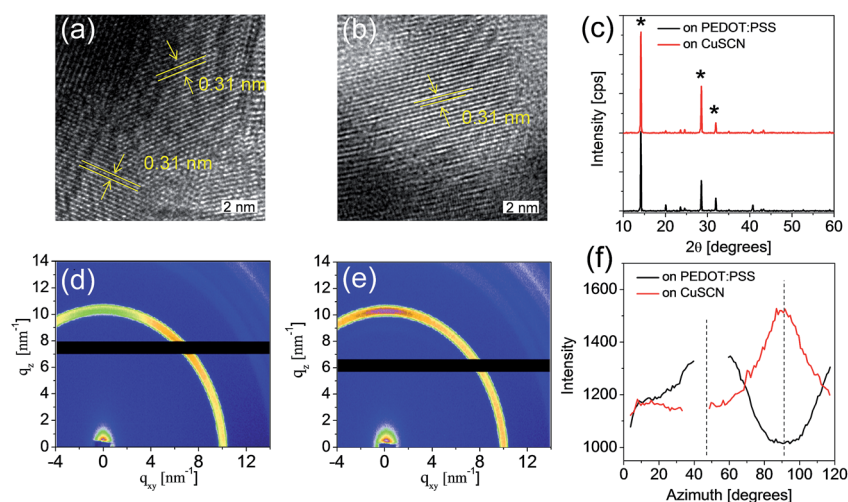 (a)
0.31 nm
0.31 nm
2 nm
(b)
0.31 nm
2 nm
(c)
on PEDOT:PSS
on CuSCN
*
*
*
Intensity [cps]
10 20 30 40 50 60
2θ [degrees]
(d)
14
12
10
8
6
4
2
0
q_z [nm⁻¹]
-4 0 4 8 12
q_xy [nm⁻¹]
(e)
14
12
10
8
6
4
2
0
q_z [nm⁻¹]
-4 0 4 8 12
q_xy [nm⁻¹]
(f)
on PEDOT:PSS
on CuSCN
1600
1400
1200
1000
Intensity
0 20 40 60 80 100 120
Azimuth [degrees]